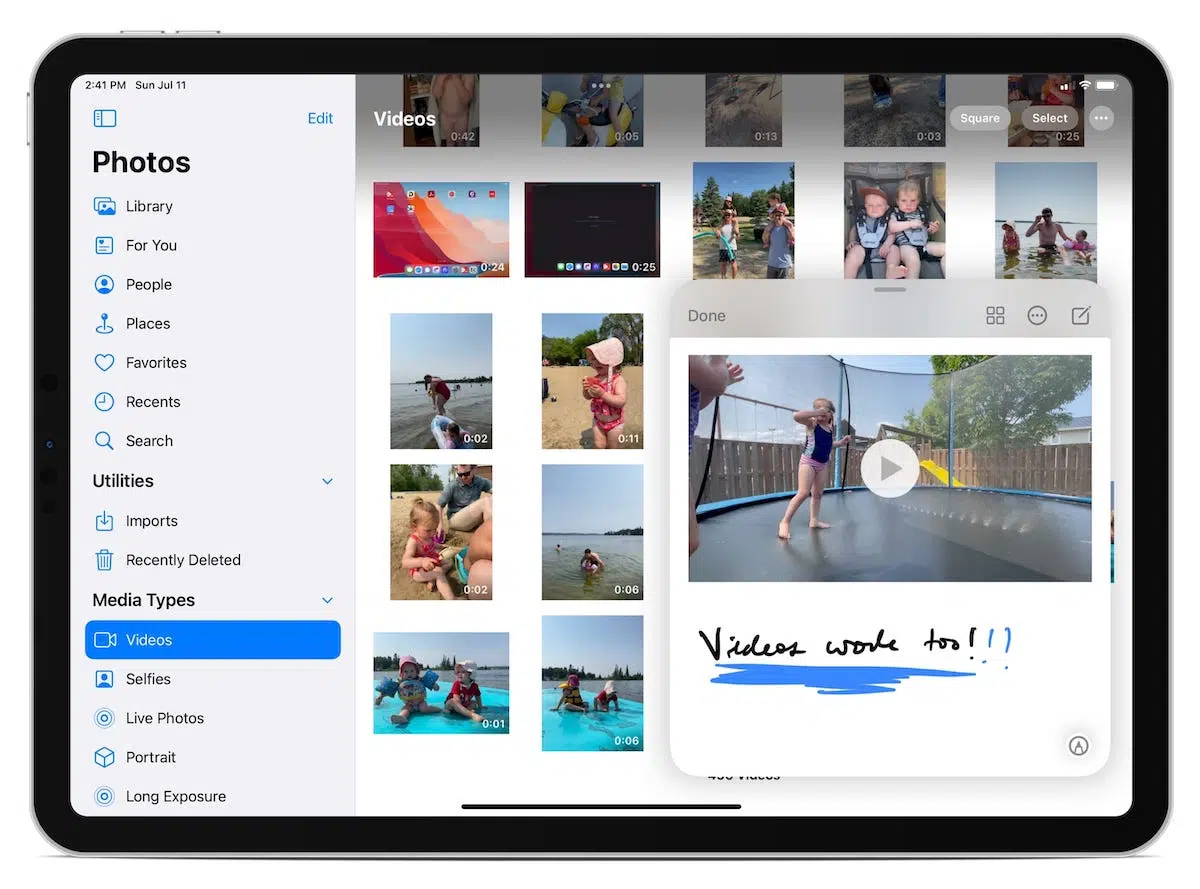 2:41 PM Sun Jul 11
Edit
Photos
Library
For You
People
Places
Favorites
Recents
Search
Utilities
Imports
Recently Deleted
Media Types
Videos
Selfies
Live Photos
Portrait
Long Exposure
Videos
Square
Select
0:42
0:05
0:13
0:03
0:25
0:24
0:25
0:02
0:11
0:02
0:06
0:01
0:06
Done
Videos work too!!!
Videos